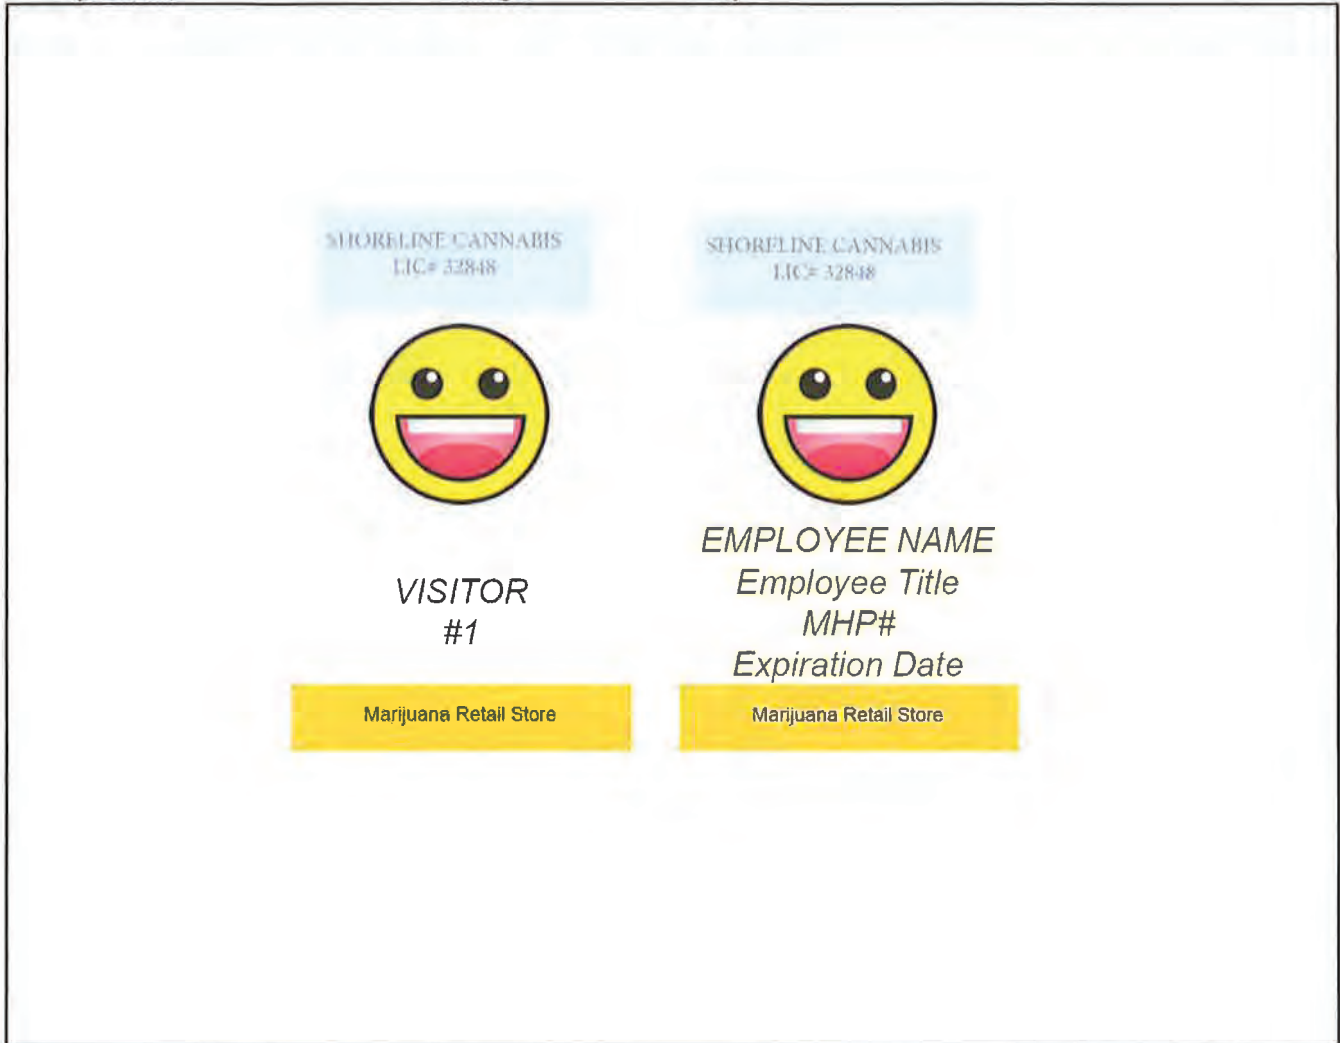 SHORELINE CANNABIS
LIC# 32848
VISITOR
#1
Marijuana Retail Store
SHORELINE CANNABIS
LIC# 32848
EMPLOYEE NAME
Employee Title
MHP#
Expiration Date
Marijuana Retail Store